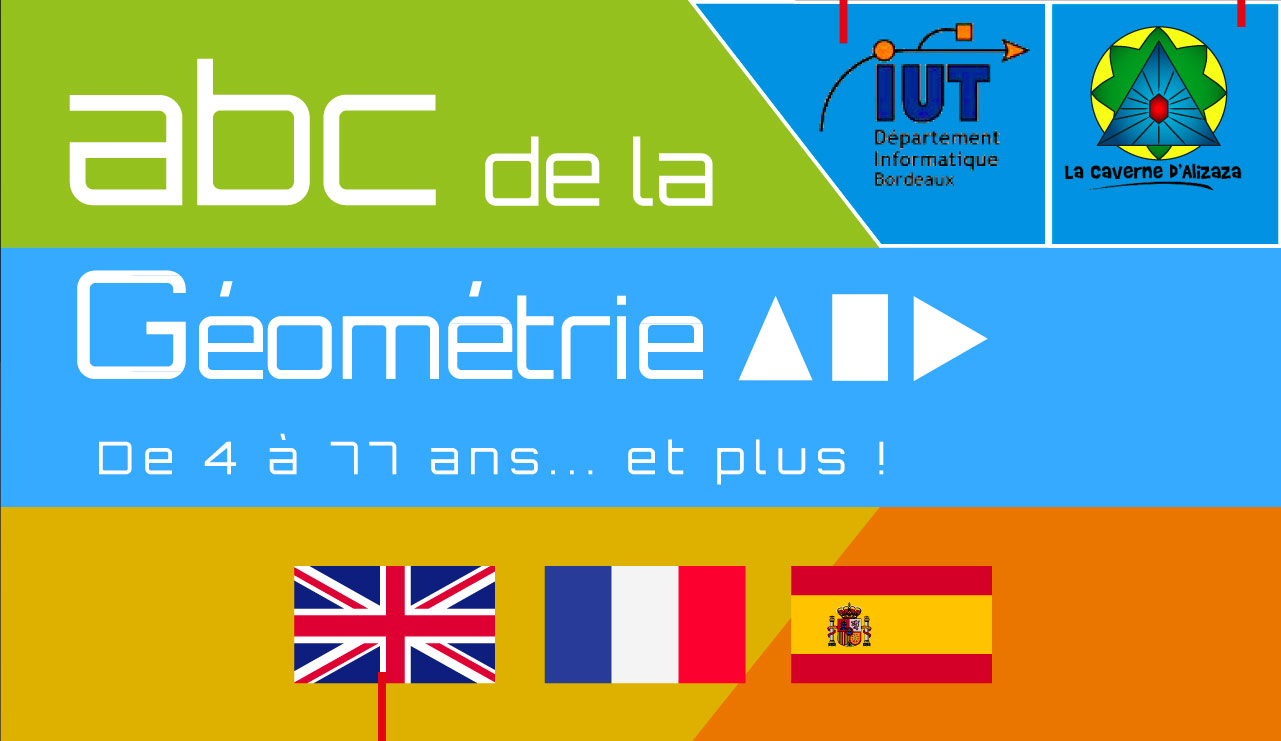 abc de la
Géométrie
De 4 à 77 ans... et plus !
IUT
Département
Informatique
Bordeaux
La Caverne D'Alizaza